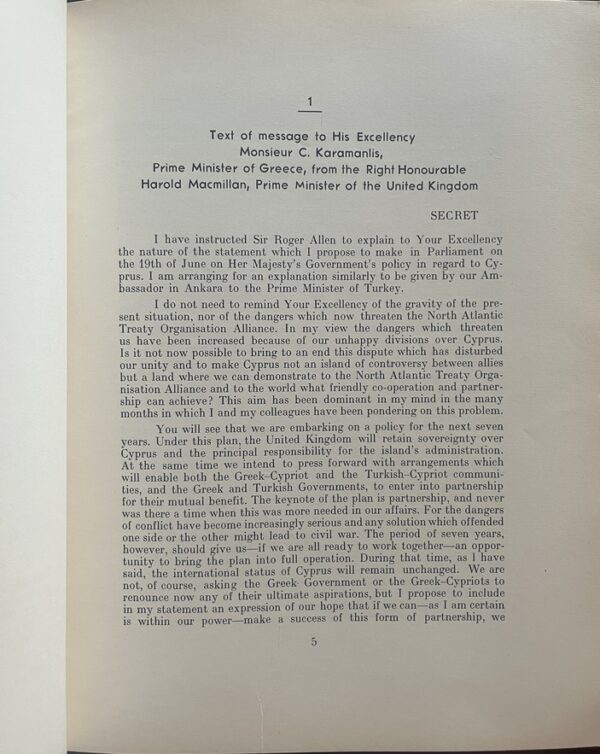 1
Text of message to His Excellency
Monsieur C. Karamanlis,
Prime Minister of Greece, from the Right Honourable
Harold Macmillan, Prime Minister of the United Kingdom
SECRET
I have instructed Sir Roger Allen to explain to Your Excellency
the nature of the statement which I propose to make in Parliament on
the 19th of June on Her Majesty's Government's policy in regard to Cy-
prus. I am arranging for an explanation similarly to be given by our Am-
bassador in Ankara to the Prime Minister of Turkey.
I do not need to remind Your Excellency of the gravity of the pre-
sent situation, nor of the dangers which now threaten the North Atlantic
Treaty Organisation Alliance. In my view the dangers which threaten
us have been increased because of our unhappy divisions over Cyprus.
Is it not now possible to bring to an end this dispute which has disturbed
our unity and to make Cyprus not an island of controversy between allies
but a land where we can demonstrate to the North Atlantic Treaty Orga-
nisation Alliance and to the world what friendly co-operation and partner-
ship can achieve? This aim has been dominant in my mind in the many
months in which I and my colleagues have been pondering on this problem.
You will see that we are embarking on a policy for the next seven
years. Under this plan, the United Kingdom will retain sovereignty over
Cyprus and the principal responsibility for the island's administration.
At the same time we intend to press forward with arrangements which
will enable both the Greek-Cypriot and the Turkish-Cypriot communi-
ties, and the Greek and Turkish Governments, to enter into partnership
for their mutual benefit. The keynote of the plan is partnership, and never
was there a time when this was more needed in our affairs. For the dangers
of conflict have become increasingly serious and any solution which offended
one side or the other might lead to civil war. The period of seven years,
however, should give us—if we are all ready to work together—an oppor-
tunity to bring the plan into full operation. During that time, as I have
said, the international status of Cyprus will remain unchanged. We are
not, of course, asking the Greek Government or the Greek-Cypriots to
renounce now any of their ultimate aspirations, but I propose to include
in my statement an expression of our hope that if we can—as I am certain
is within our power—make a success of this form of partnership, we
5